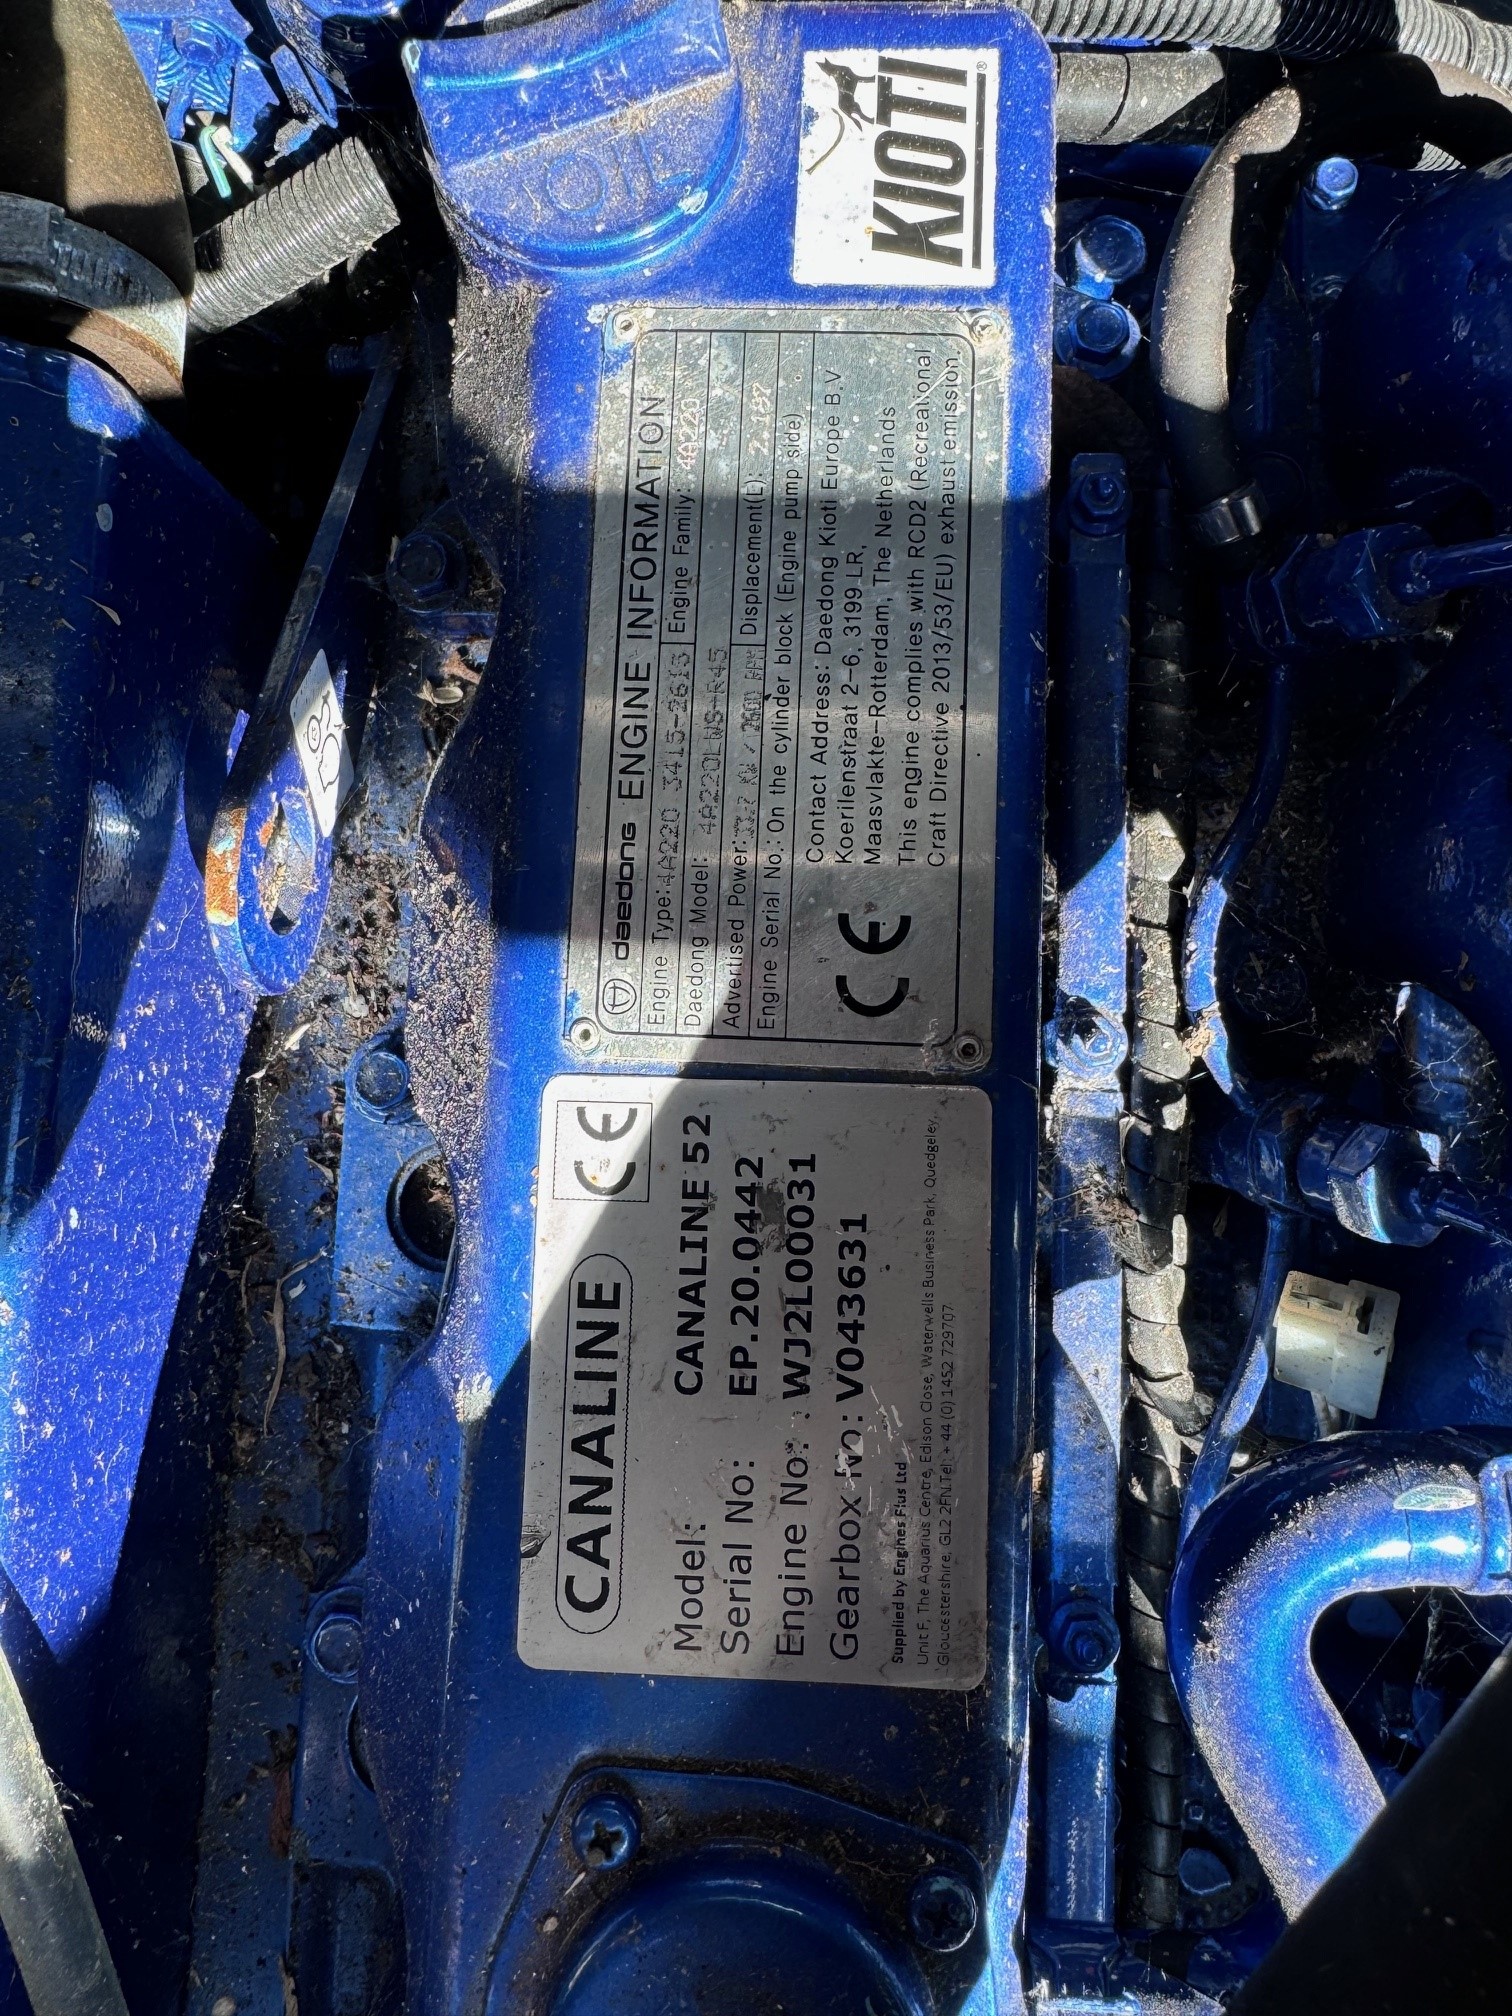 OIL
KIOTI®
daedong ENGINE INFORMATION
Engine Type: 4A220 Engine Family: 4A220
Daedong Model: 4A220LWS
Advertised Power: / 2600 RPM Displacement(L): 2.197
Engine Serial No.: On the cylinder block (Engine pump side)
Contact Address: Daedong Kioti Europe B.V
Koerilenstraat 2-6, 3199 LR,
Maasvlakte-Rotterdam, The Netherlands
CE
This engine complies with RCD2 (Recrealional
Craft Directive 2013/53/EU) exhaust emission.
CANALINE CE
Model: CANALINE 52
Serial No: EP.20.0442
Engine No: WJ2L00031
Gearbox No: V043631
Supplied by Engines Plus Ltd
Unit F, The Aquarius Centre, Edison Close, Waterwells Business Park, Quedgeley,
Gloucestershire, GL2 2FN.Tel: + 44 (0) 1452 729707